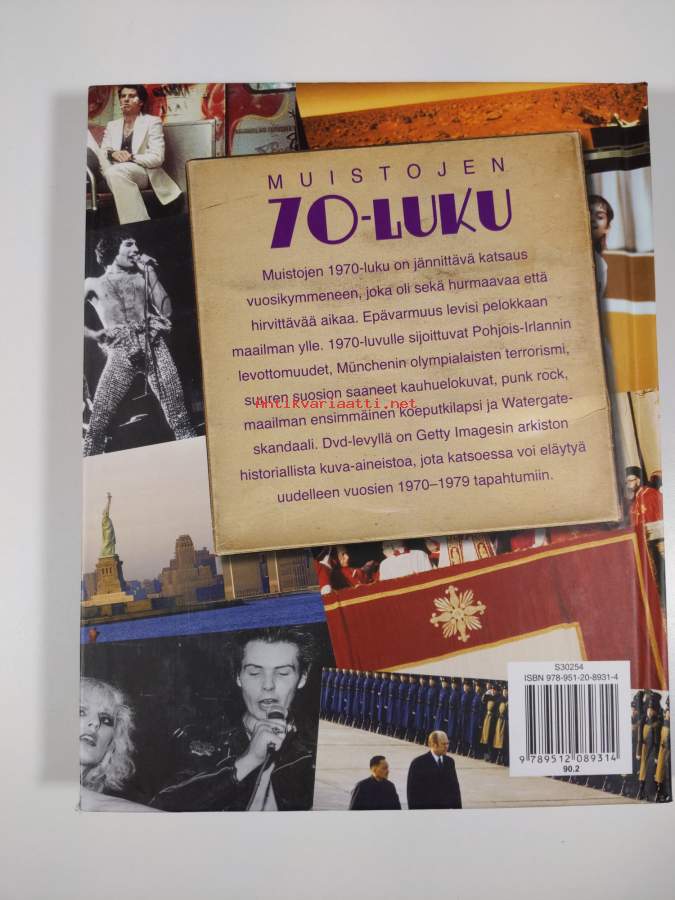 MUISTOJEN
70-LUKU
Muistojen 1970-luku on jännittävä katsaus
vuosikymmeneen, joka oli sekä hurmaavaa että
hirvittävää aikaa. Epävarmuus levisi pelokkaan
maailman ylle. 1970-luvulle sijoittuvat Pohjois-Irlannin
levottomuudet, Münchenin olympialaisten terrorismi,
suuren suosion saaneet kauhuelokuvat, punk rock,
Antikvariaatti.net
maailman ensimmäinen koeputkilapsi ja Watergate-
skandaali. Dvd-levyllä on Getty Imagesin arkiston
historiallista kuva-aineistoa, jota katsoessa voi eläytyä
uudelleen vuosien 1970–1979 tapahtumiin.
S30254
ISBN 978-951-20-8931-4
9 789512 089314
90.2